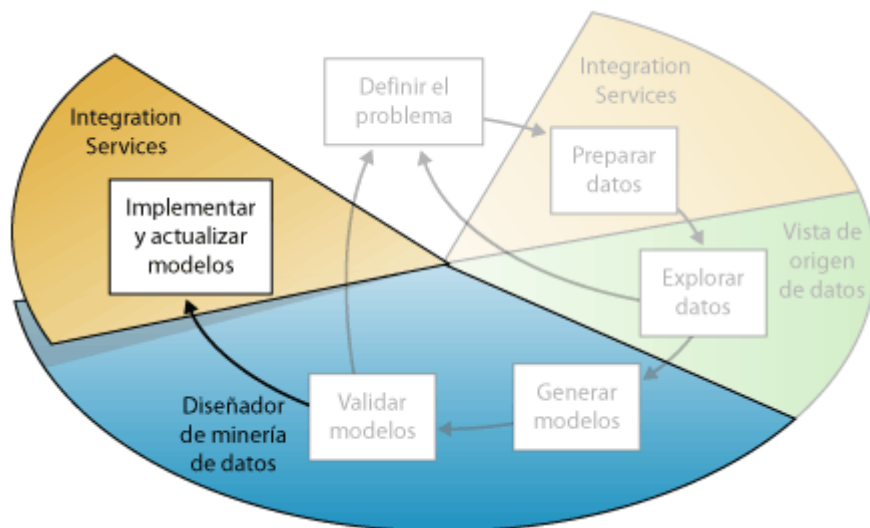 Integration
Services
Implementar
y actualizar
modelos
Definir el
problema
Integration
Services
Preparar
datos
Vista de
origen
de datos
Explorar
datos
Generar
modelos
Validar
modelos
Diseñador
de minería
de datos